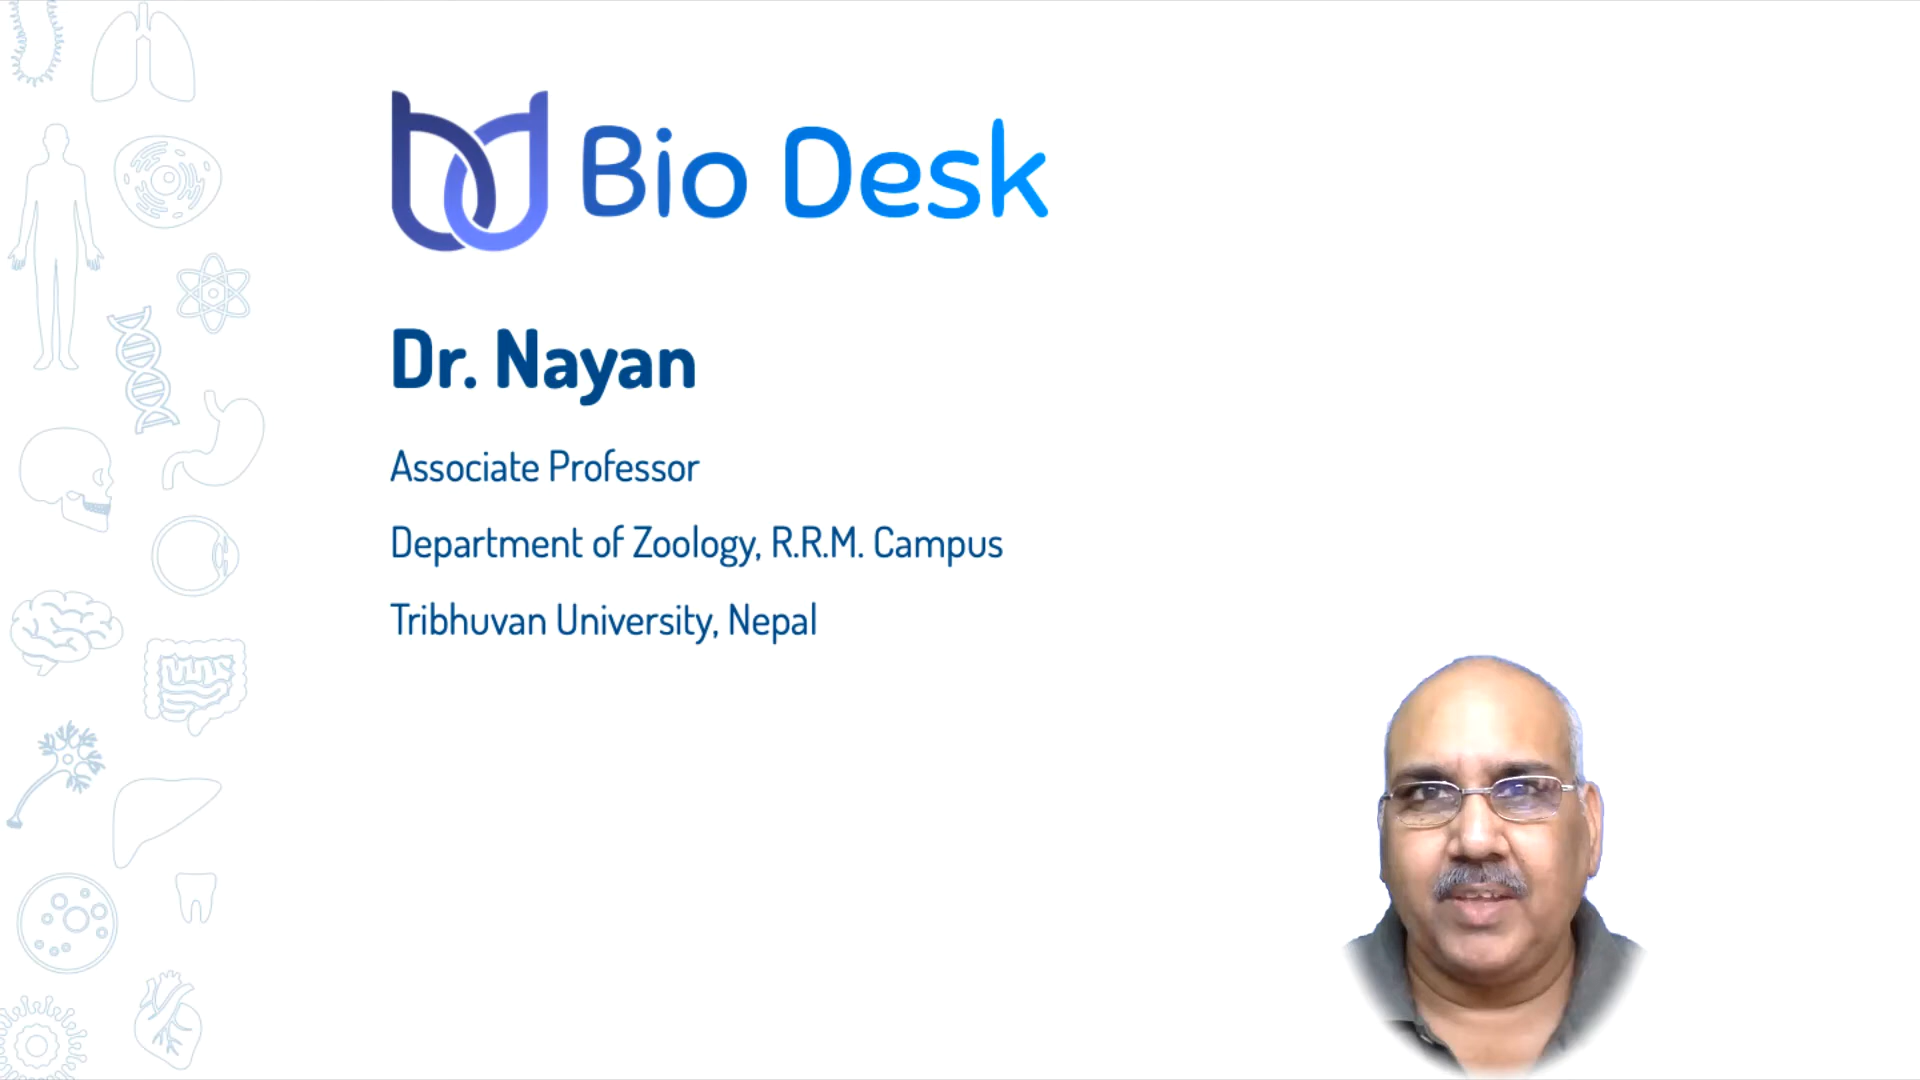 Bio Desk
Dr. Nayan
Associate Professor
Department of Zoology, R.R.M. Campus
Tribhuvan University, Nepal